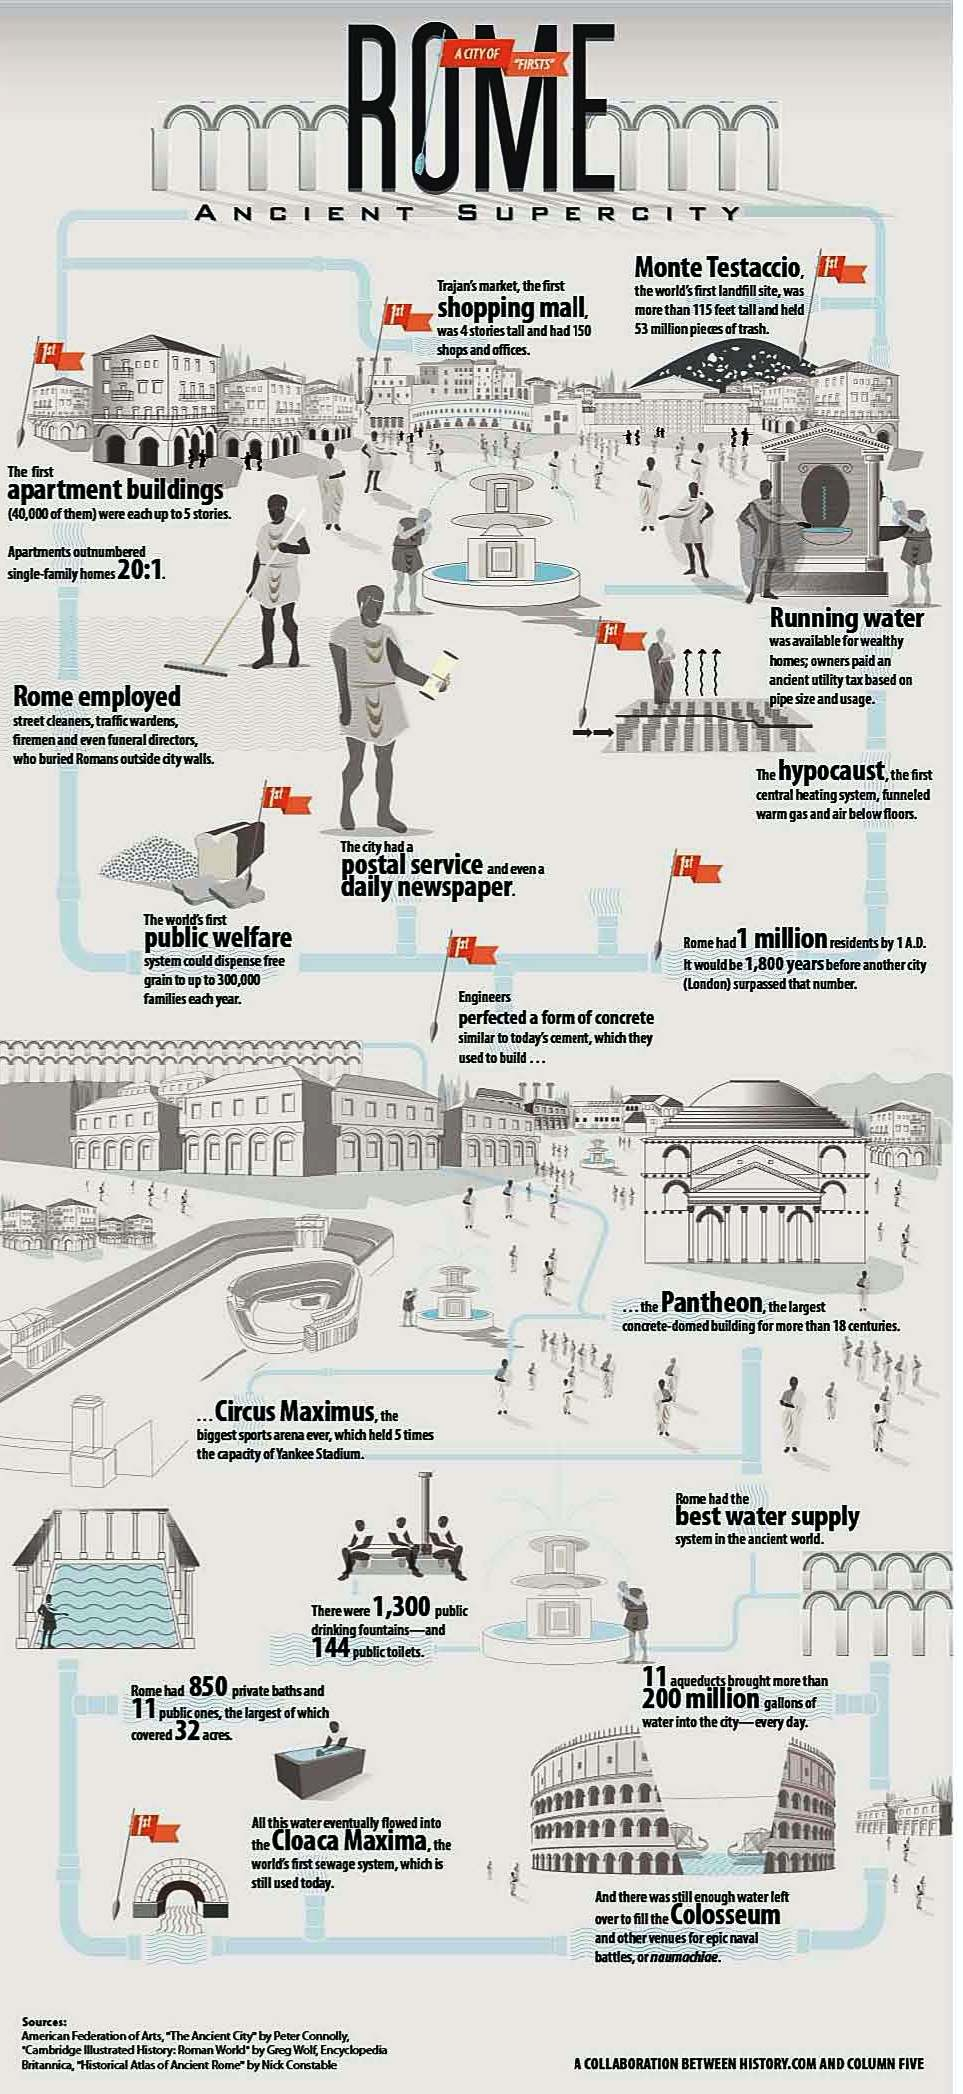 ROME
A CITY OF "FIRSTS"
ANCIENT SUPERCITY
Monte Testaccio,
the world's first landfill site, was
more than 115 feet tall and held
53 million pieces of trash.
1st
Trajan's market, the first
shopping mall,
was 4 stories tall and had 150
shops and offices.
1st
1st
The first
apartment buildings
(40,000 of them) were each up to 5 stories.
Apartments outnumbered
single-family homes 20:1.
Running water
was available for wealthy
homes; owners paid an
ancient utility tax based on
pipe size and usage.
1st
Rome employed
street cleaners, traffic wardens,
firemen and even funeral directors,
who buried Romans outside city walls.
The hypocaust, the first
central heating system, funneled
warm gas and air below floors.
1st
The city had a
postal service and even a
daily newspaper.
1st
The world's first
public welfare
system could dispense free
grain to up to 300,000
families each year.
Rome had 1 million residents by 1 A.D.
It would be 1,800 years before another city
(London) surpassed that number.
1st
Engineers
perfected a form of concrete
similar to today's cement, which they
used to build ...
...the Pantheon, the largest
concrete-domed building for more than 18 centuries.
...Circus Maximus, the
biggest sports arena ever, which held 5 times
the capacity of Yankee Stadium.
Rome had the
best water supply
system in the ancient world.
There were 1,300 public
drinking fountains—and
144 public toilets.
11 aqueducts brought more than
200 million gallons of
water into the city—every day.
Rome had 850 private baths and
11 public ones, the largest of which
covered 32 acres.
1st
All this water eventually flowed into
the Cloaca Maxima, the
world's first sewage system, which is
still used today.
And there was still enough water left
over to fill the Colosseum
and other venues for epic naval
battles, or naumachiae.
Sources:
American Federation of Arts, "The Ancient City" by Peter Connolly,
"Cambridge Illustrated History: Roman World" by Greg Wolf, Encyclopedia
Britannica, "Historical Atlas of Ancient Rome" by Nick Constable
A COLLABORATION BETWEEN HISTORY.COM AND COLUMN FIVE